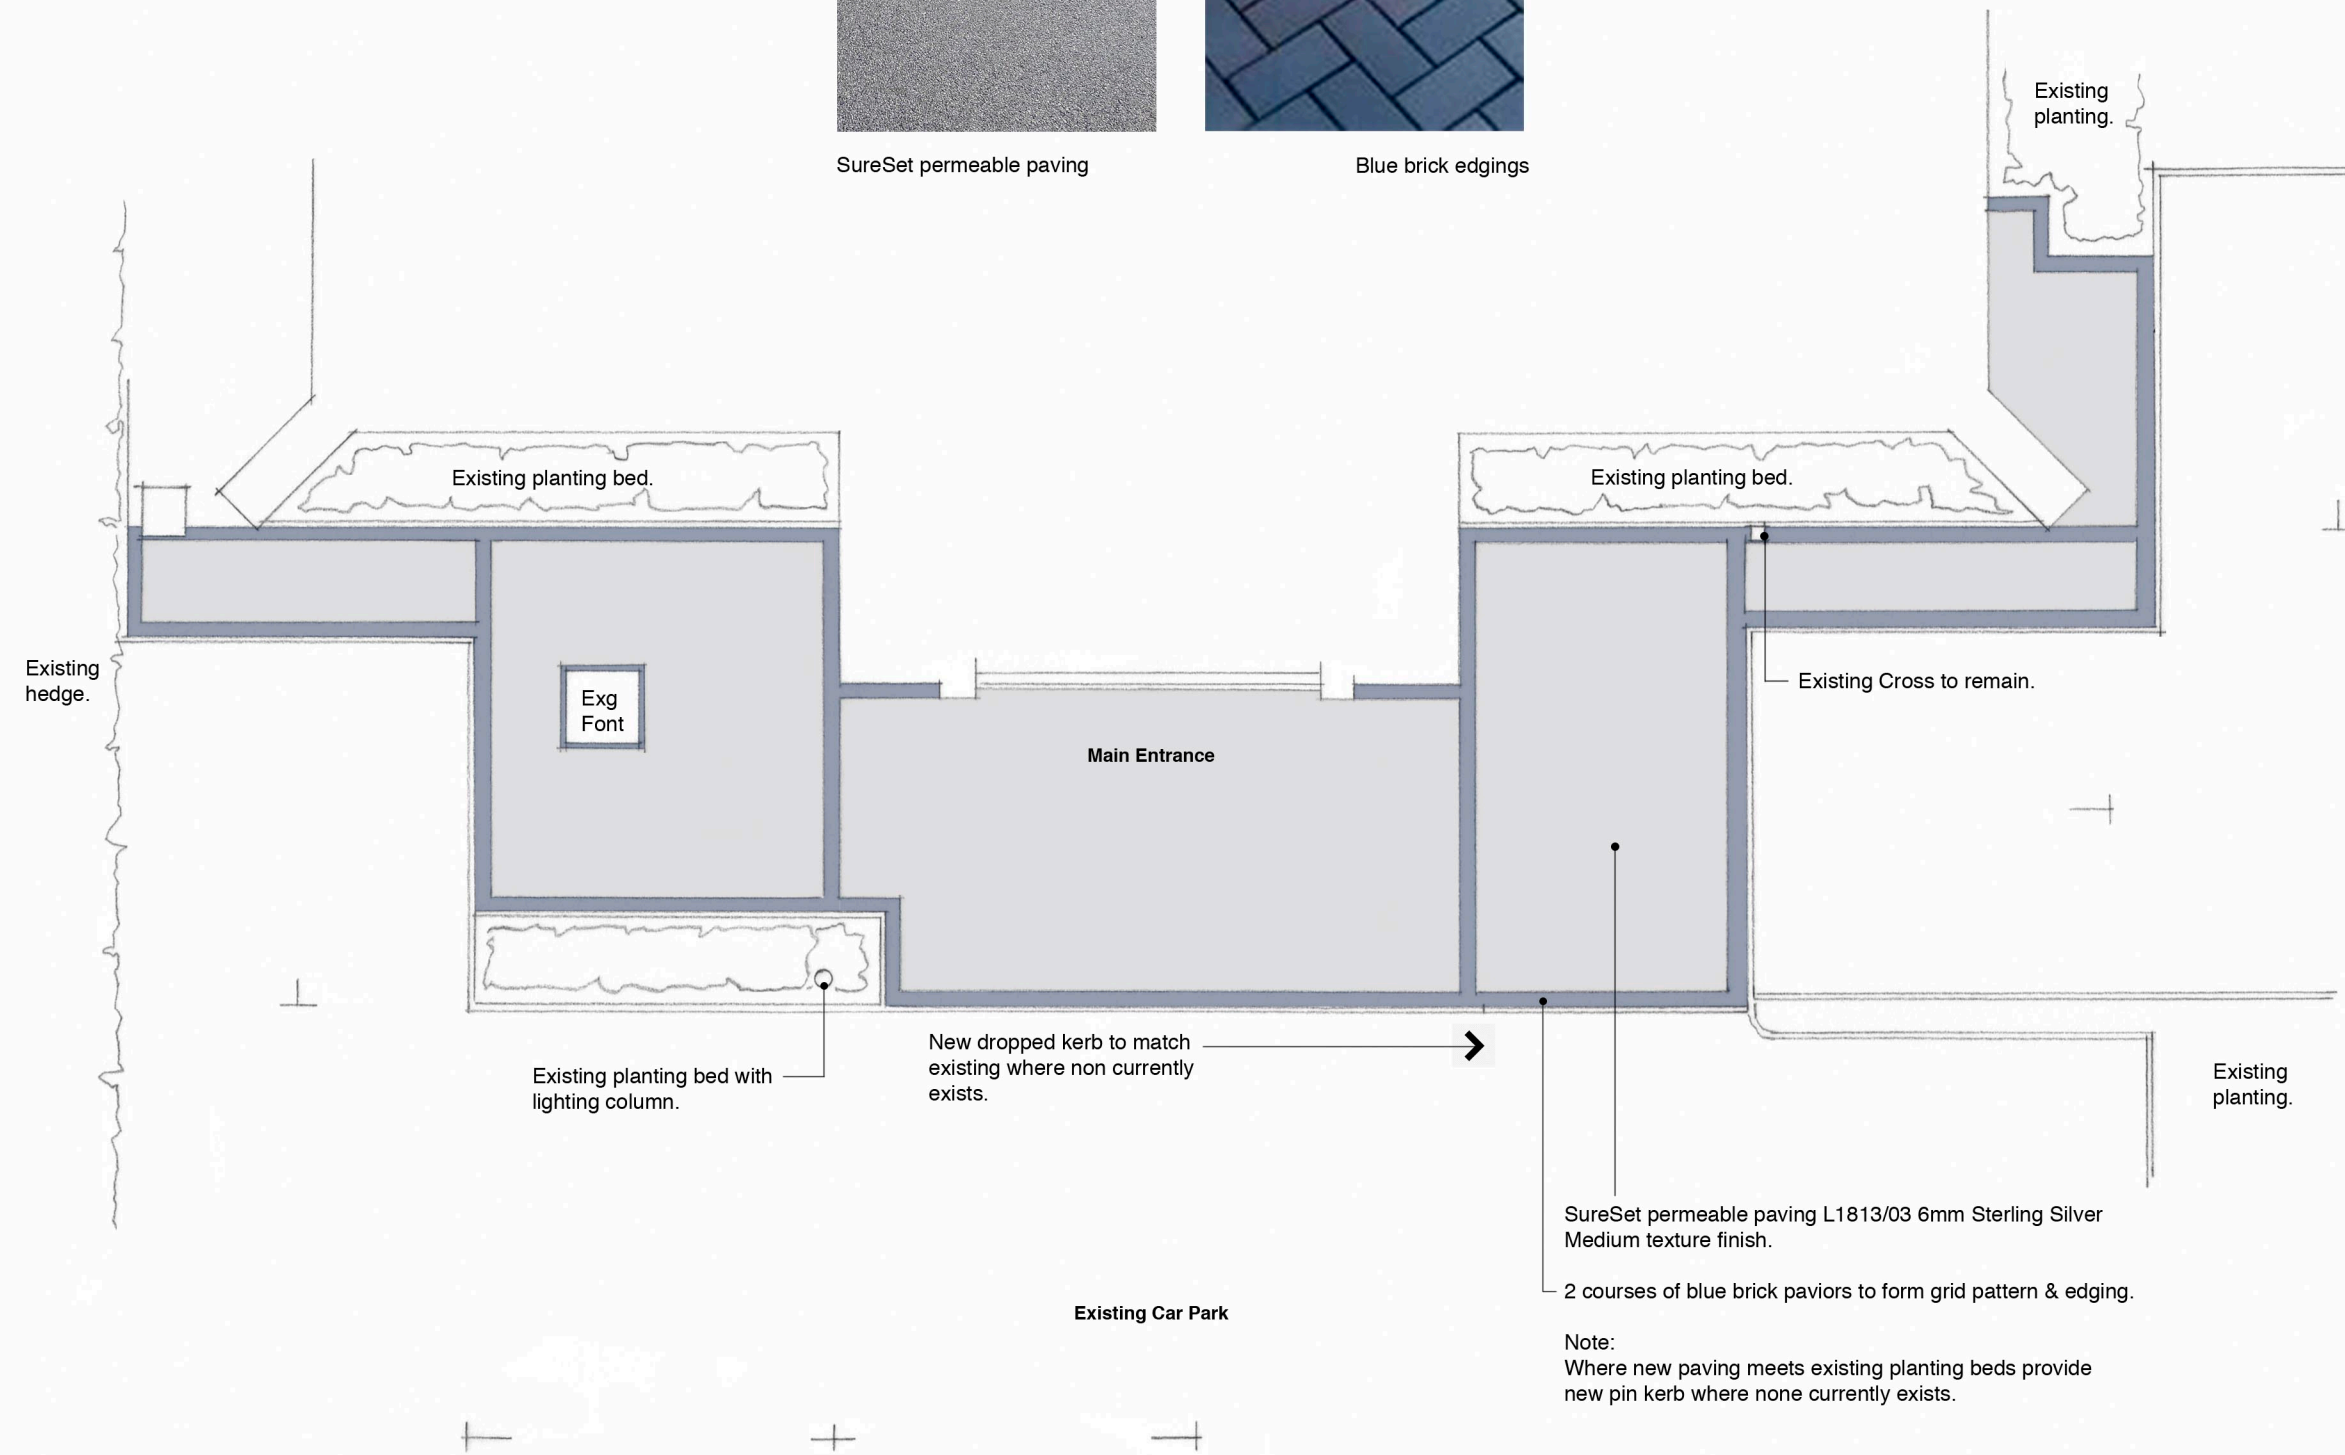 SureSet permeable paving
Blue brick edgings
Existing
planting.
Existing planting bed.
Existing planting bed.
Existing
hedge.
Exg
Font
Existing Cross to remain.
Main Entrance
New dropped kerb to match
existing where non currently
exists.
Existing planting bed with
lighting column.
Existing
planting.
SureSet permeable paving L1813/03 6mm Sterling Silver
Medium texture finish.
2 courses of blue brick paviors to form grid pattern & edging.
Existing Car Park
Note:
Where new paving meets existing planting beds provide
new pin kerb where none currently exists.